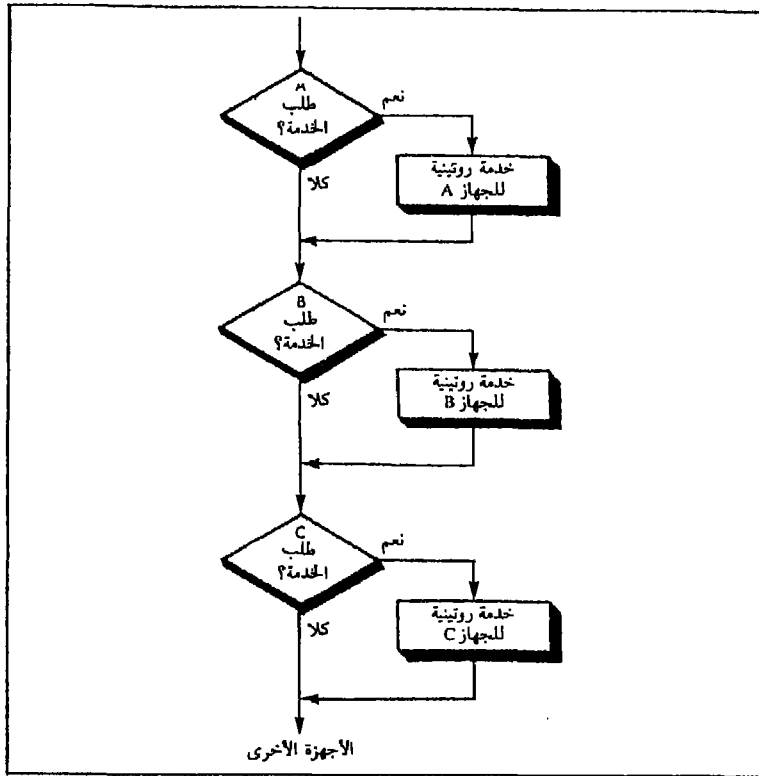 A
طلب
الخدمة؟
نعم
خدمة روتينية
للجهاز A
كلا
B
طلب
الخدمة؟
نعم
خدمة روتينية
للجهاز B
كلا
C
طلب
الخدمة؟
نعم
خدمة روتينية
للجهاز C
كلا
الأجهزة الأخرى